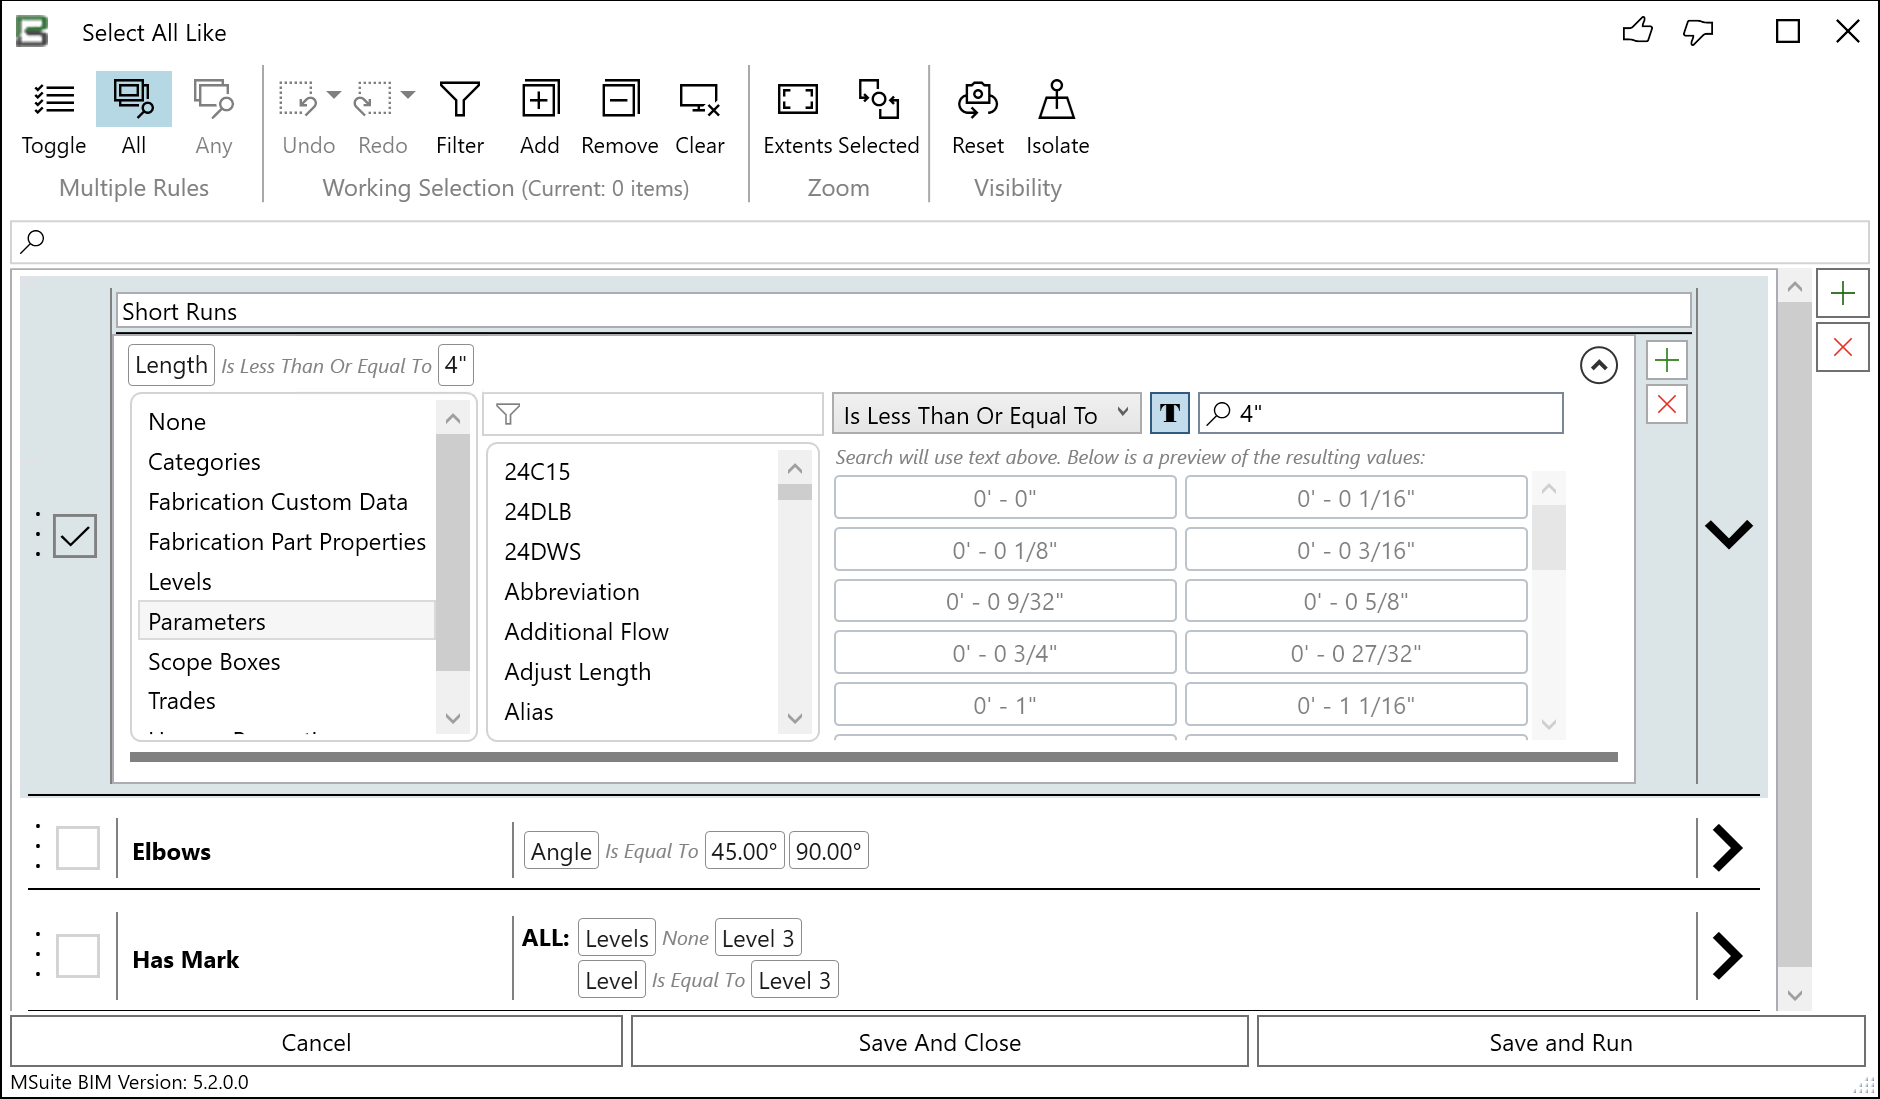 Select All Like
Toggle All Any Undo Redo Filter Add Remove Clear Extents Selected Reset Isolate
Multiple Rules Working Selection (Current: 0 items) Zoom Visibility
Short Runs
Length Is Less Than Or Equal To 4"
None
Categories
Fabrication Custom Data
Fabrication Part Properties
Levels
Parameters
Scope Boxes
Trades
24C15
24DLB
24DWS
Abbreviation
Additional Flow
Adjust Length
Alias
Is Less Than Or Equal To T 4"
Search will use text above. Below is a preview of the resulting values:
0' - 0" 0' - 0 1/16"
0' - 0 1/8" 0' - 0 3/16"
0' - 0 9/32" 0' - 0 5/8"
0' - 0 3/4" 0' - 0 27/32"
0' - 1" 0' - 1 1/16"
Elbows Angle Is Equal To 45.00° 90.00°
Has Mark ALL: Levels None Level 3
Level Is Equal To Level 3
Cancel Save And Close Save and Run
MSuite BIM Version: 5.2.0.0